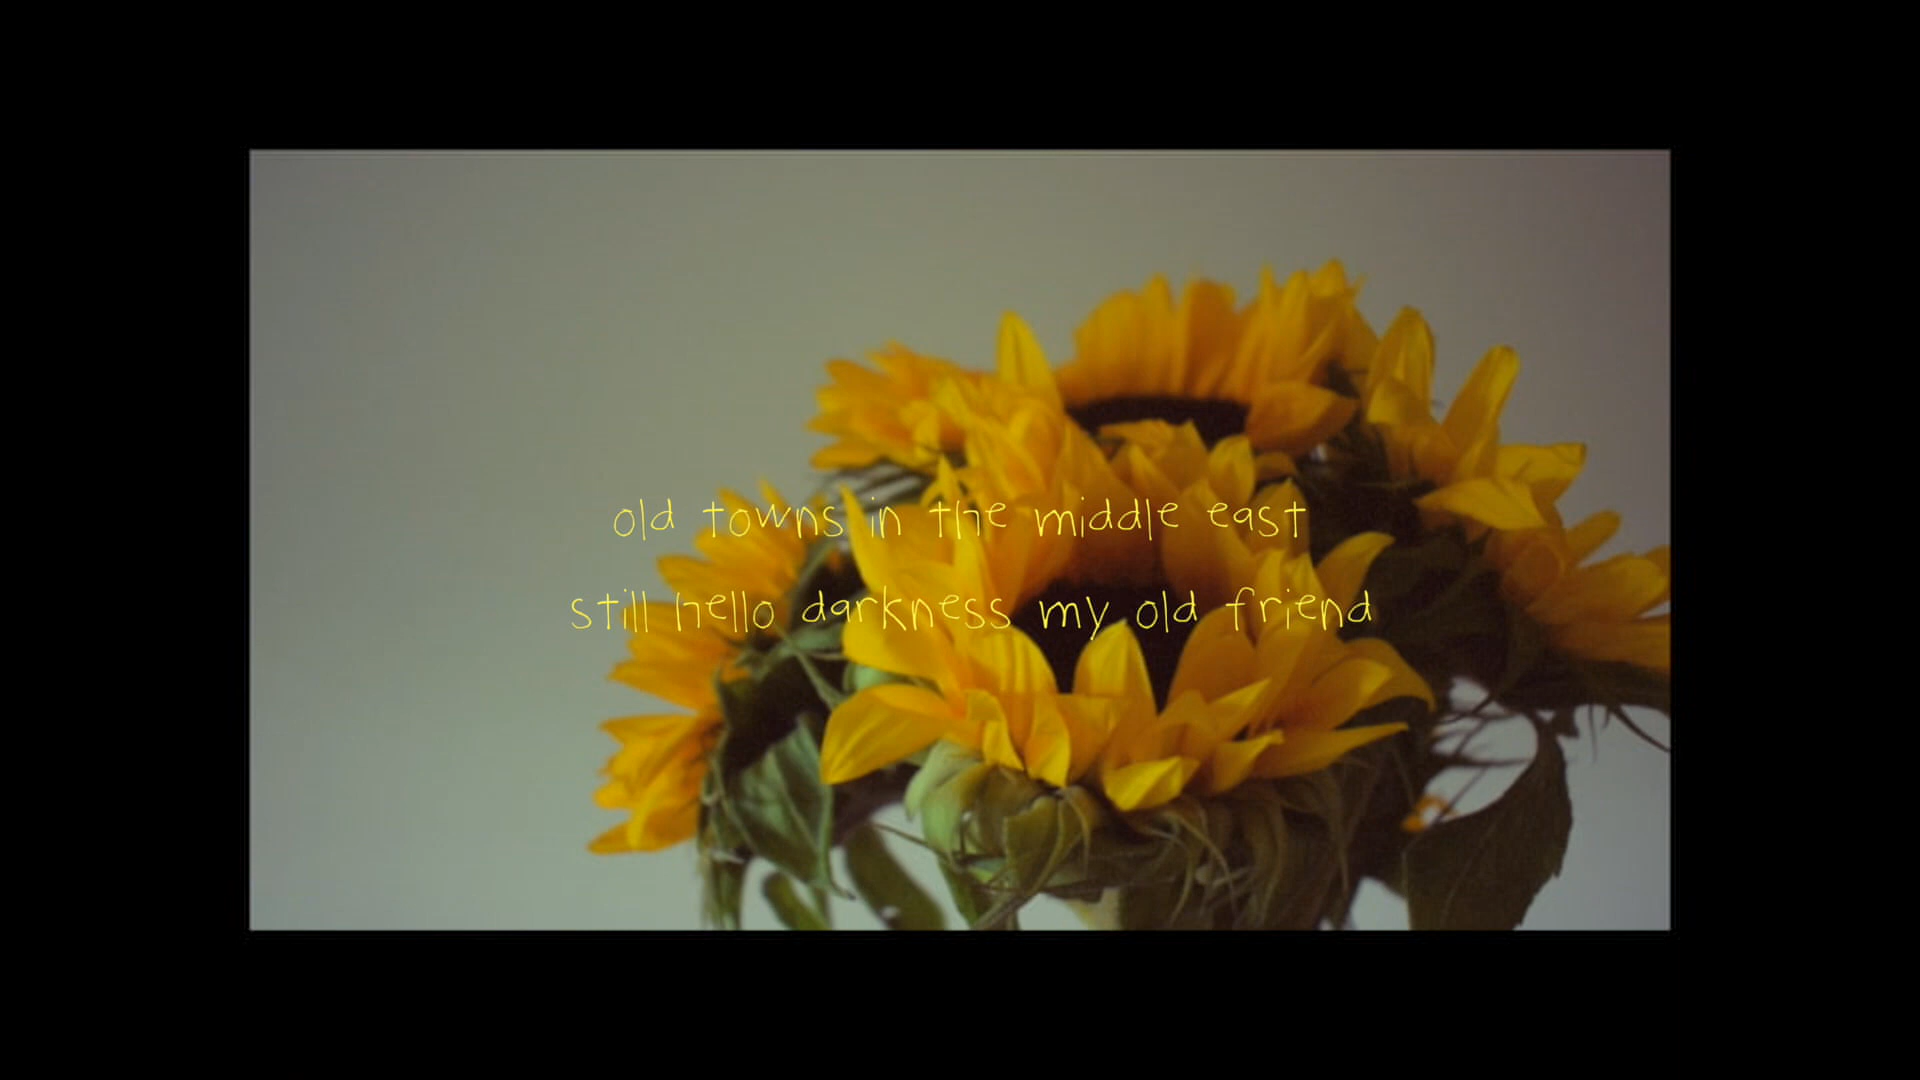 old towns in the middle east
still hello darkness my old friend